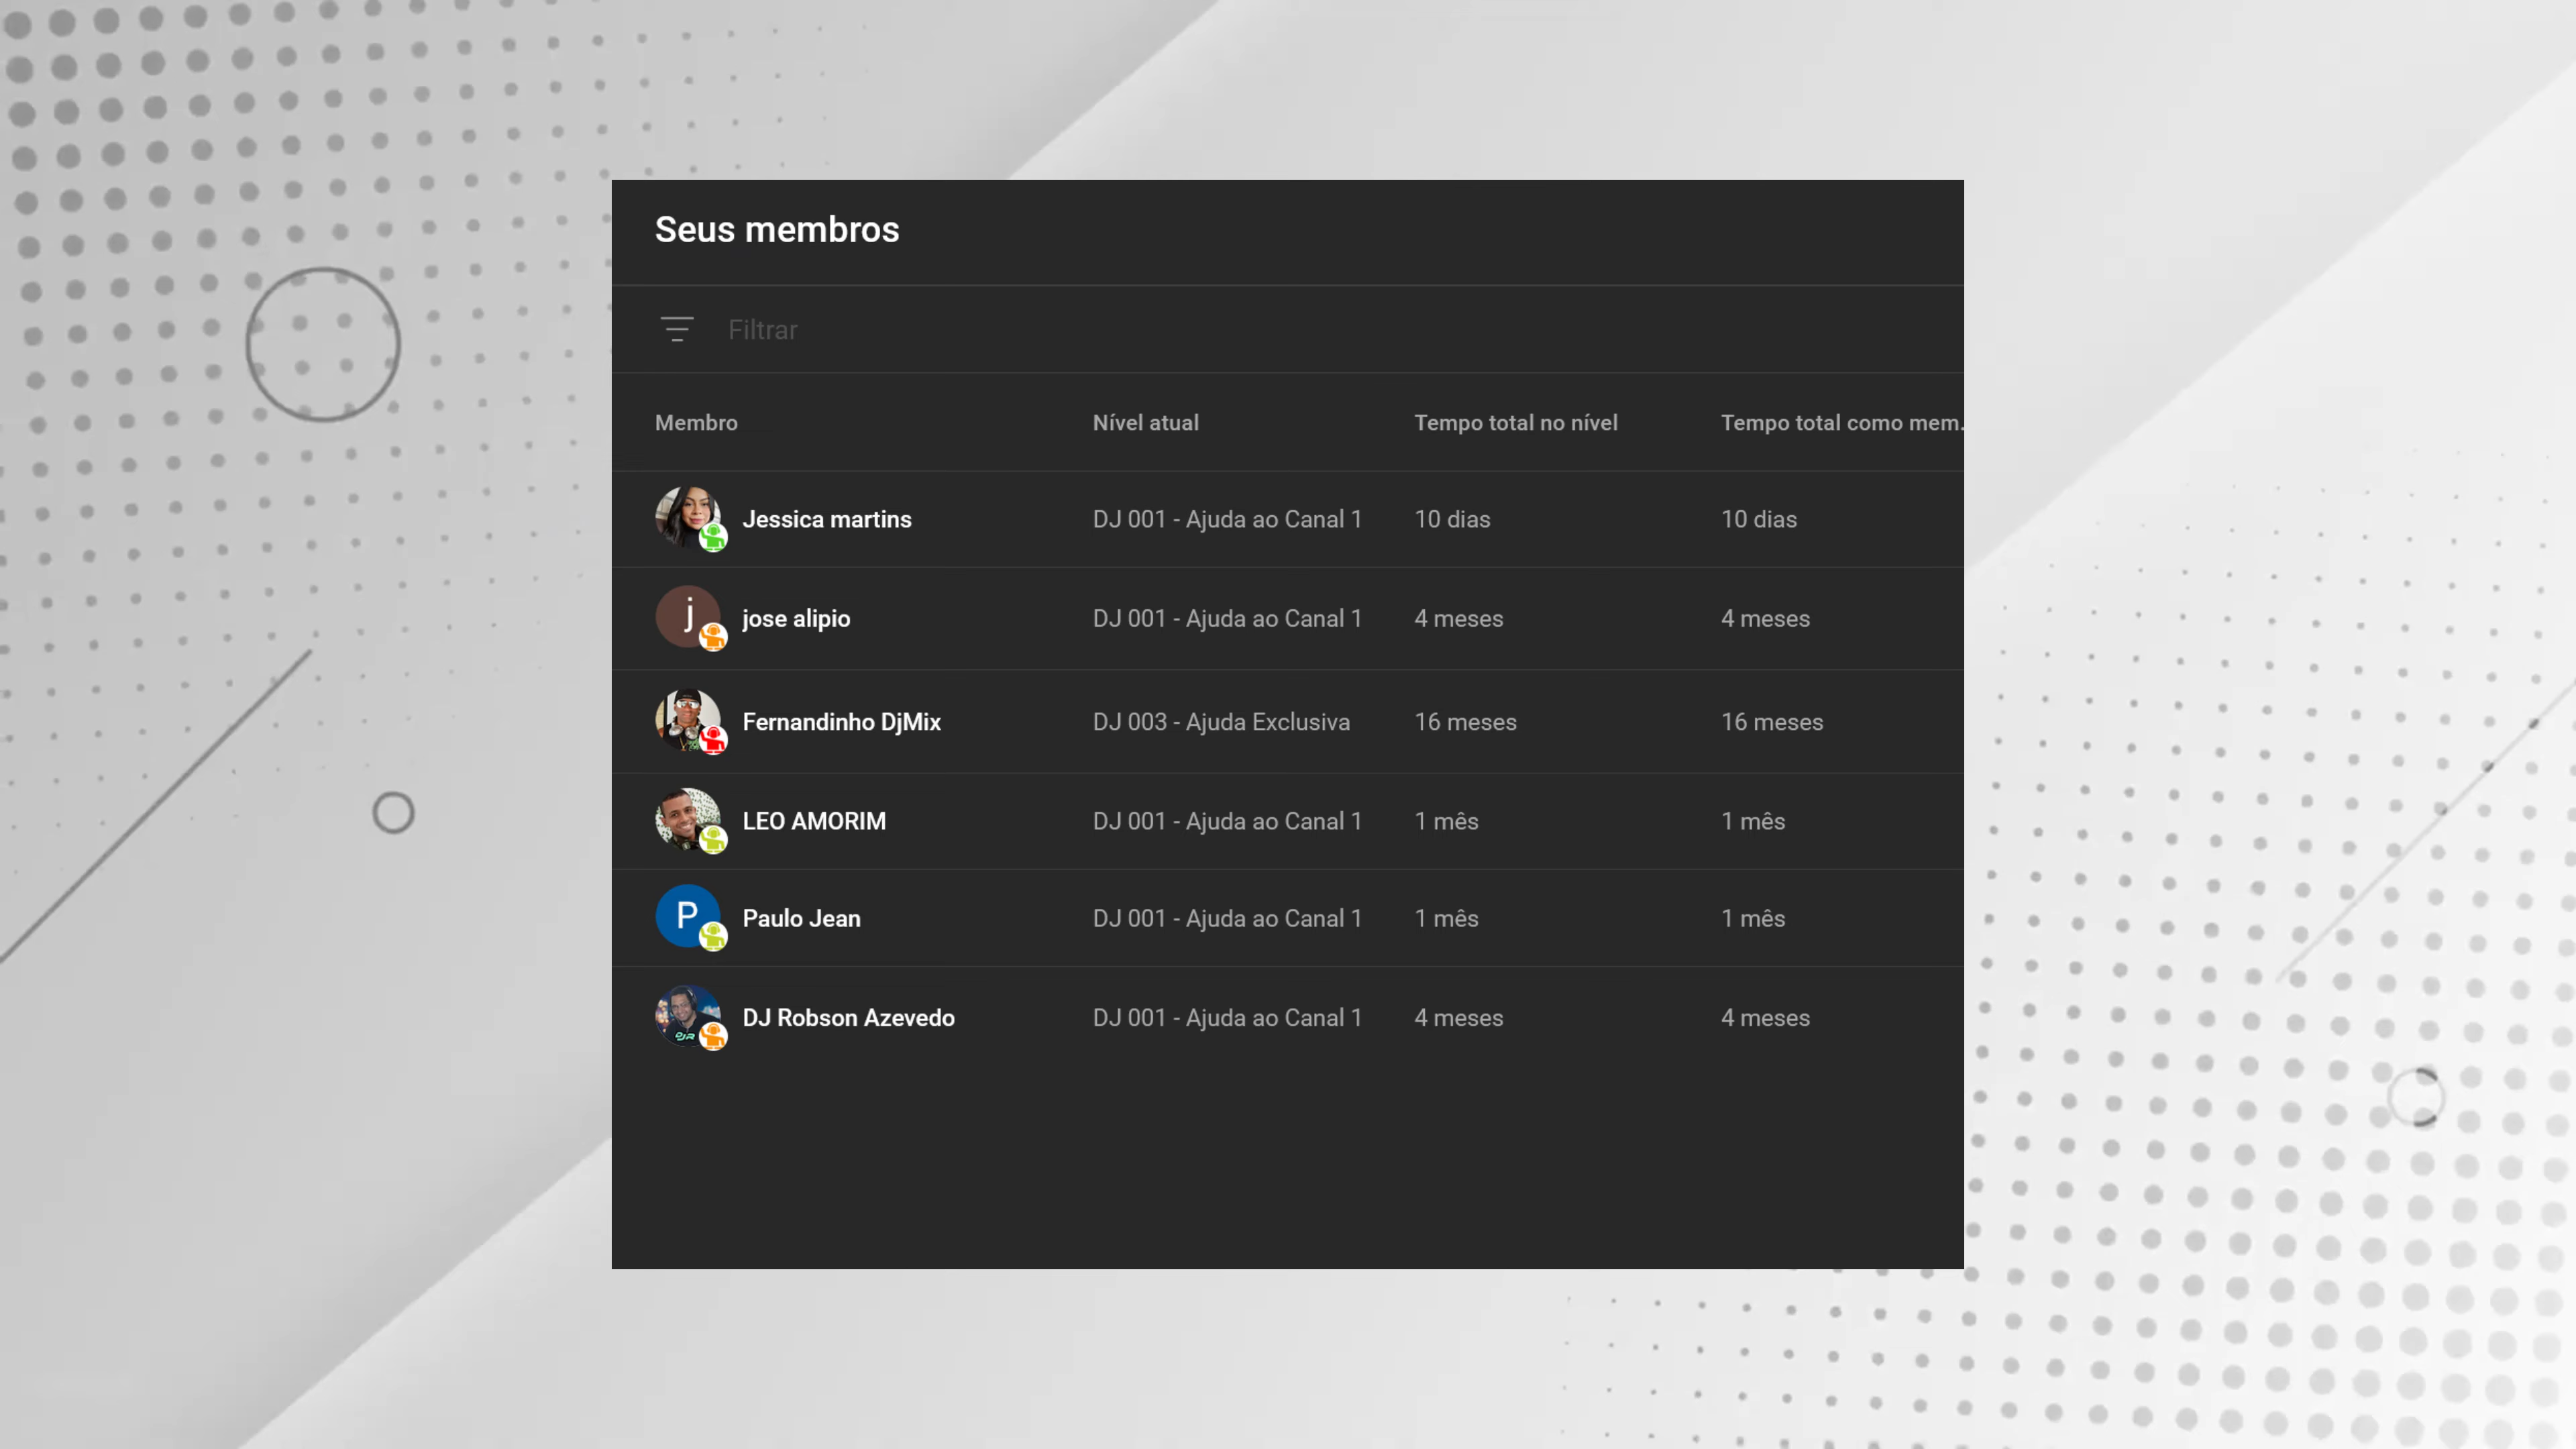 Seus membros
Filtrar
Membro Nível atual Tempo total no nível Tempo total como mem.
Jessica martins DJ 001 - Ajuda ao Canal 1 10 dias 10 dias
j
jose alipio DJ 001 - Ajuda ao Canal 1 4 meses 4 meses
Fernandinho DjMix DJ 003 - Ajuda Exclusiva 16 meses 16 meses
LEO AMORIM DJ 001 - Ajuda ao Canal 1 1 mês 1 mês
P
Paulo Jean DJ 001 - Ajuda ao Canal 1 1 mês 1 mês
DJ Robson Azevedo DJ 001 - Ajuda ao Canal 1 4 meses 4 meses